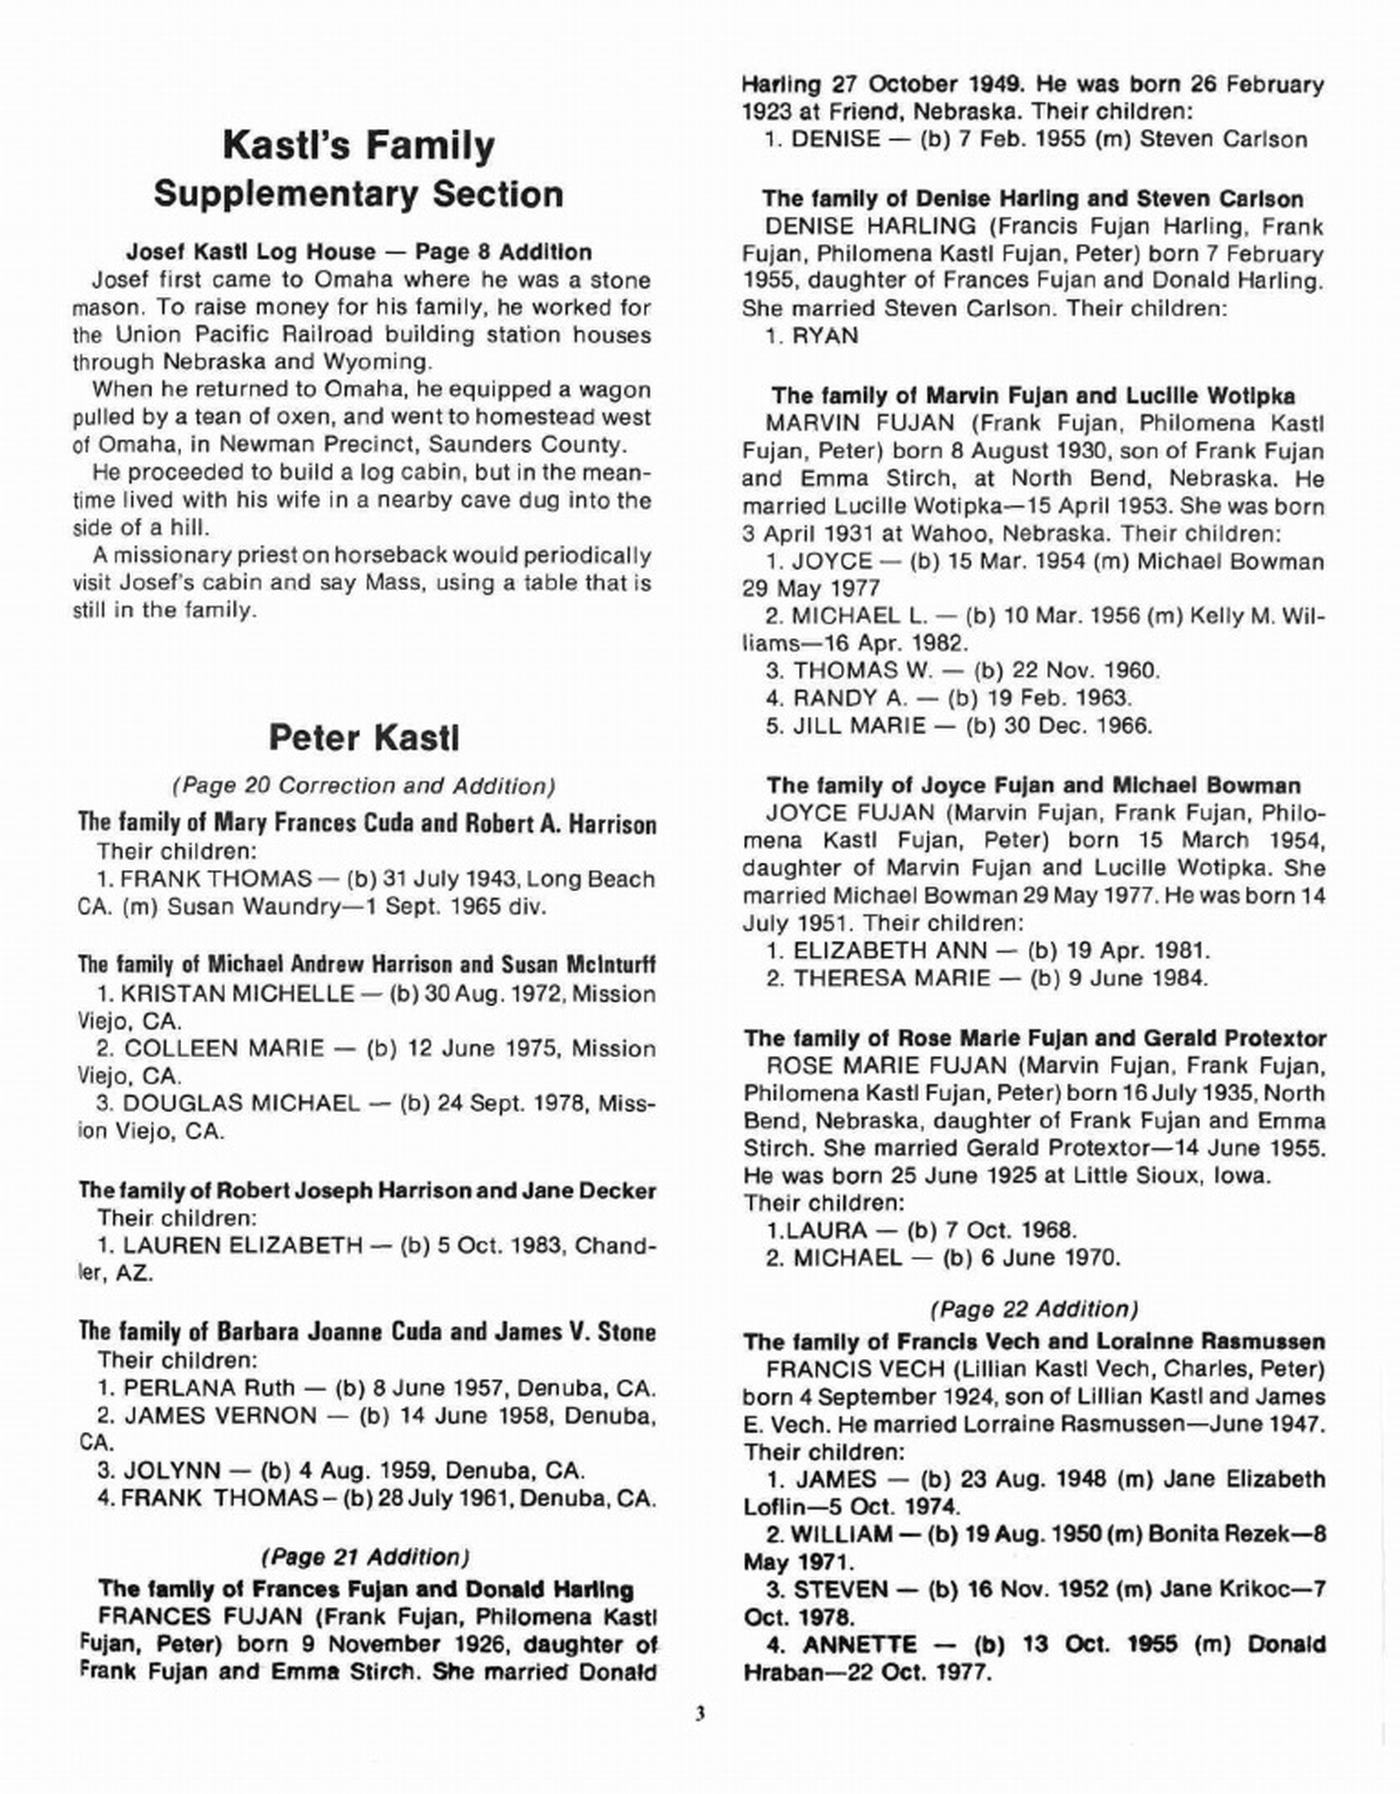 Kastl's Family
Supplementary Section
Josef Kastl Log House — Page 8 Addition
Josef first came to Omaha where he was a stone
mason. To raise money for his family, he worked for
the Union Pacific Railroad building station houses
through Nebraska and Wyoming.
When he returned to Omaha, he equipped a wagon
pulled by a tean of oxen, and went to homestead west
of Omaha, in Newman Precinct, Saunders County.
He proceeded to build a log cabin, but in the mean-
time lived with his wife in a nearby cave dug into the
side of a hill.
A missionary priest on horseback would periodically
visit Josef's cabin and say Mass, using a table that is
still in the family.
Peter Kastl
(Page 20 Correction and Addition)
The family of Mary Frances Cuda and Robert A. Harrison
Their children:
1. FRANK THOMAS — (b) 31 July 1943, Long Beach
CA. (m) Susan Waundry—1 Sept. 1965 div.
The family of Michael Andrew Harrison and Susan McInturff
1. KRISTAN MICHELLE — (b) 30 Aug. 1972, Mission
Viejo, CA.
2. COLLEEN MARIE — (b) 12 June 1975, Mission
Viejo, CA.
3. DOUGLAS MICHAEL — (b) 24 Sept. 1978, Miss-
ion Viejo, CA.
The family of Robert Joseph Harrison and Jane Decker
Their children:
1. LAUREN ELIZABETH — (b) 5 Oct. 1983, Chand-
ler, AZ.
The family of Barbara Joanne Cuda and James V. Stone
Their children:
1. PERLANA Ruth — (b) 8 June 1957, Denuba, CA.
2. JAMES VERNON — (b) 14 June 1958, Denuba,
CA.
3. JOLYNN — (b) 4 Aug. 1959, Denuba, CA.
4. FRANK THOMAS – (b) 28 July 1961, Denuba, CA.
(Page 21 Addition)
The family of Frances Fujan and Donald Harling
FRANCES FUJAN (Frank Fujan, Philomena Kastl
Fujan, Peter) born 9 November 1926, daughter of
Frank Fujan and Emma Stirch. She married Donald
Harling 27 October 1949. He was born 26 February
1923 at Friend, Nebraska. Their children:
1. DENISE — (b) 7 Feb. 1955 (m) Steven Carlson
The family of Denise Harling and Steven Carlson
DENISE HARLING (Francis Fujan Harling, Frank
Fujan, Philomena Kastl Fujan, Peter) born 7 February
1955, daughter of Frances Fujan and Donald Harling.
She married Steven Carlson. Their children:
1. RYAN
The family of Marvin Fujan and Lucille Wotipka
MARVIN FUJAN (Frank Fujan, Philomena Kastl
Fujan, Peter) born 8 August 1930, son of Frank Fujan
and Emma Stirch, at North Bend, Nebraska. He
married Lucille Wotipka—15 April 1953. She was born
3 April 1931 at Wahoo, Nebraska. Their children:
1. JOYCE — (b) 15 Mar. 1954 (m) Michael Bowman
29 May 1977
2. MICHAEL L. — (b) 10 Mar. 1956 (m) Kelly M. Wil-
liams—16 Apr. 1982.
3. THOMAS W. — (b) 22 Nov. 1960.
4. RANDY A. — (b) 19 Feb. 1963.
5. JILL MARIE — (b) 30 Dec. 1966.
The family of Joyce Fujan and Michael Bowman
JOYCE FUJAN (Marvin Fujan, Frank Fujan, Philo-
mena Kastl Fujan, Peter) born 15 March 1954,
daughter of Marvin Fujan and Lucille Wotipka. She
married Michael Bowman 29 May 1977. He was born 14
July 1951. Their children:
1. ELIZABETH ANN — (b) 19 Apr. 1981.
2. THERESA MARIE — (b) 9 June 1984.
The family of Rose Marie Fujan and Gerald Protextor
ROSE MARIE FUJAN (Marvin Fujan, Frank Fujan,
Philomena Kastl Fujan, Peter) born 16 July 1935, North
Bend, Nebraska, daughter of Frank Fujan and Emma
Stirch. She married Gerald Protextor—14 June 1955.
He was born 25 June 1925 at Little Sioux, Iowa.
Their children:
1.LAURA — (b) 7 Oct. 1968.
2. MICHAEL — (b) 6 June 1970.
(Page 22 Addition)
The family of Francis Vech and Lorainne Rasmussen
FRANCIS VECH (Lillian Kastl Vech, Charles, Peter)
born 4 September 1924, son of Lillian Kastl and James
E. Vech. He married Lorraine Rasmussen—June 1947.
Their children:
1. JAMES — (b) 23 Aug. 1948 (m) Jane Elizabeth
Loflin—5 Oct. 1974.
2. WILLIAM — (b) 19 Aug. 1950 (m) Bonita Rezek—8
May 1971.
3. STEVEN — (b) 16 Nov. 1952 (m) Jane Krikoc—7
Oct. 1978.
4. ANNETTE — (b) 13 Oct. 1955 (m) Donald
Hraban—22 Oct. 1977.
3